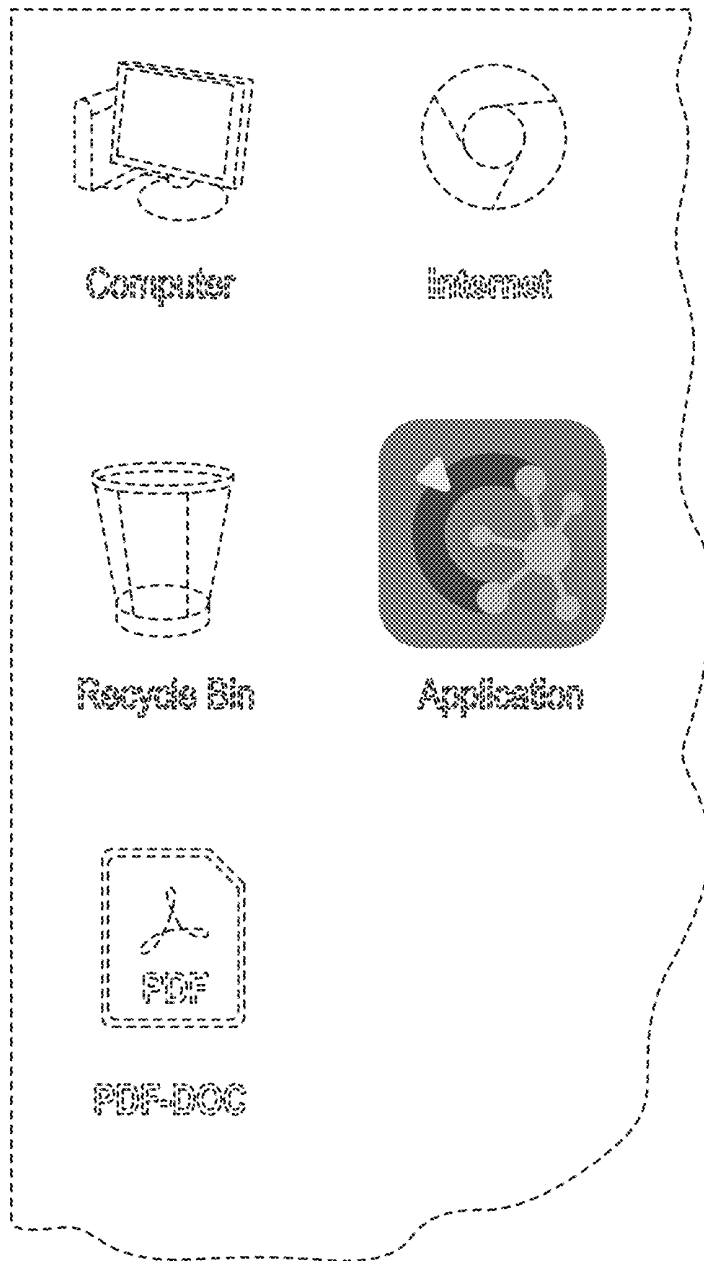 Computer
Internet
Recycle Bin
Application
PDF
PDF-DOC